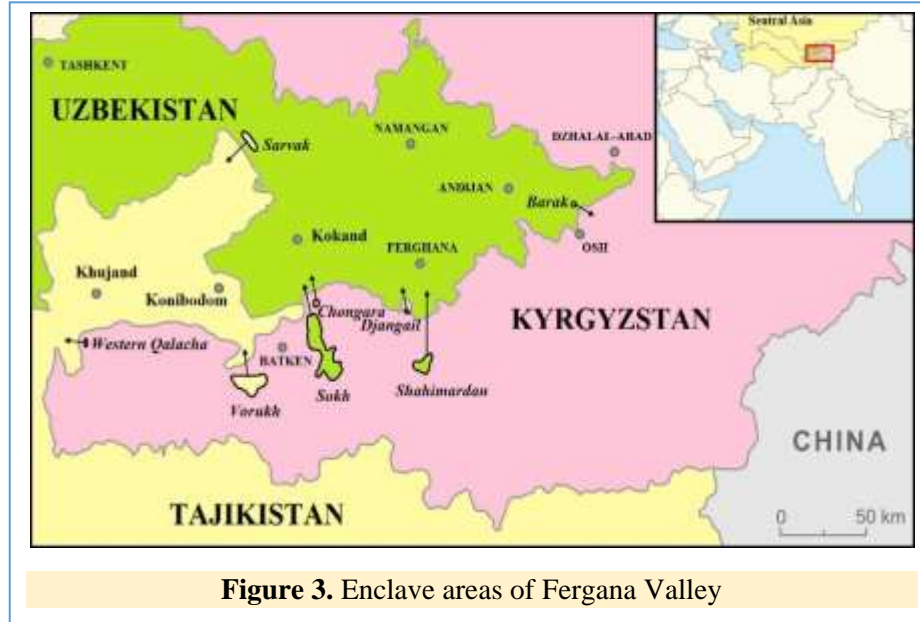 Sentral Asia
TASHKENT
UZBEKISTAN
Sarvak
NAMANGAN
DZHALAL-ABAD
ANDIJAN
Barak
OSH
Kokand
FERGHANA
Khujand
Konibodom
Chongara
Djangail
KYRGYZSTAN
Western Qalacha
BATKEN
Vorukh
Sokh
Shahimardan
CHINA
TAJIKISTAN
0 50 km
Figure 3. Enclave areas of Fergana Valley